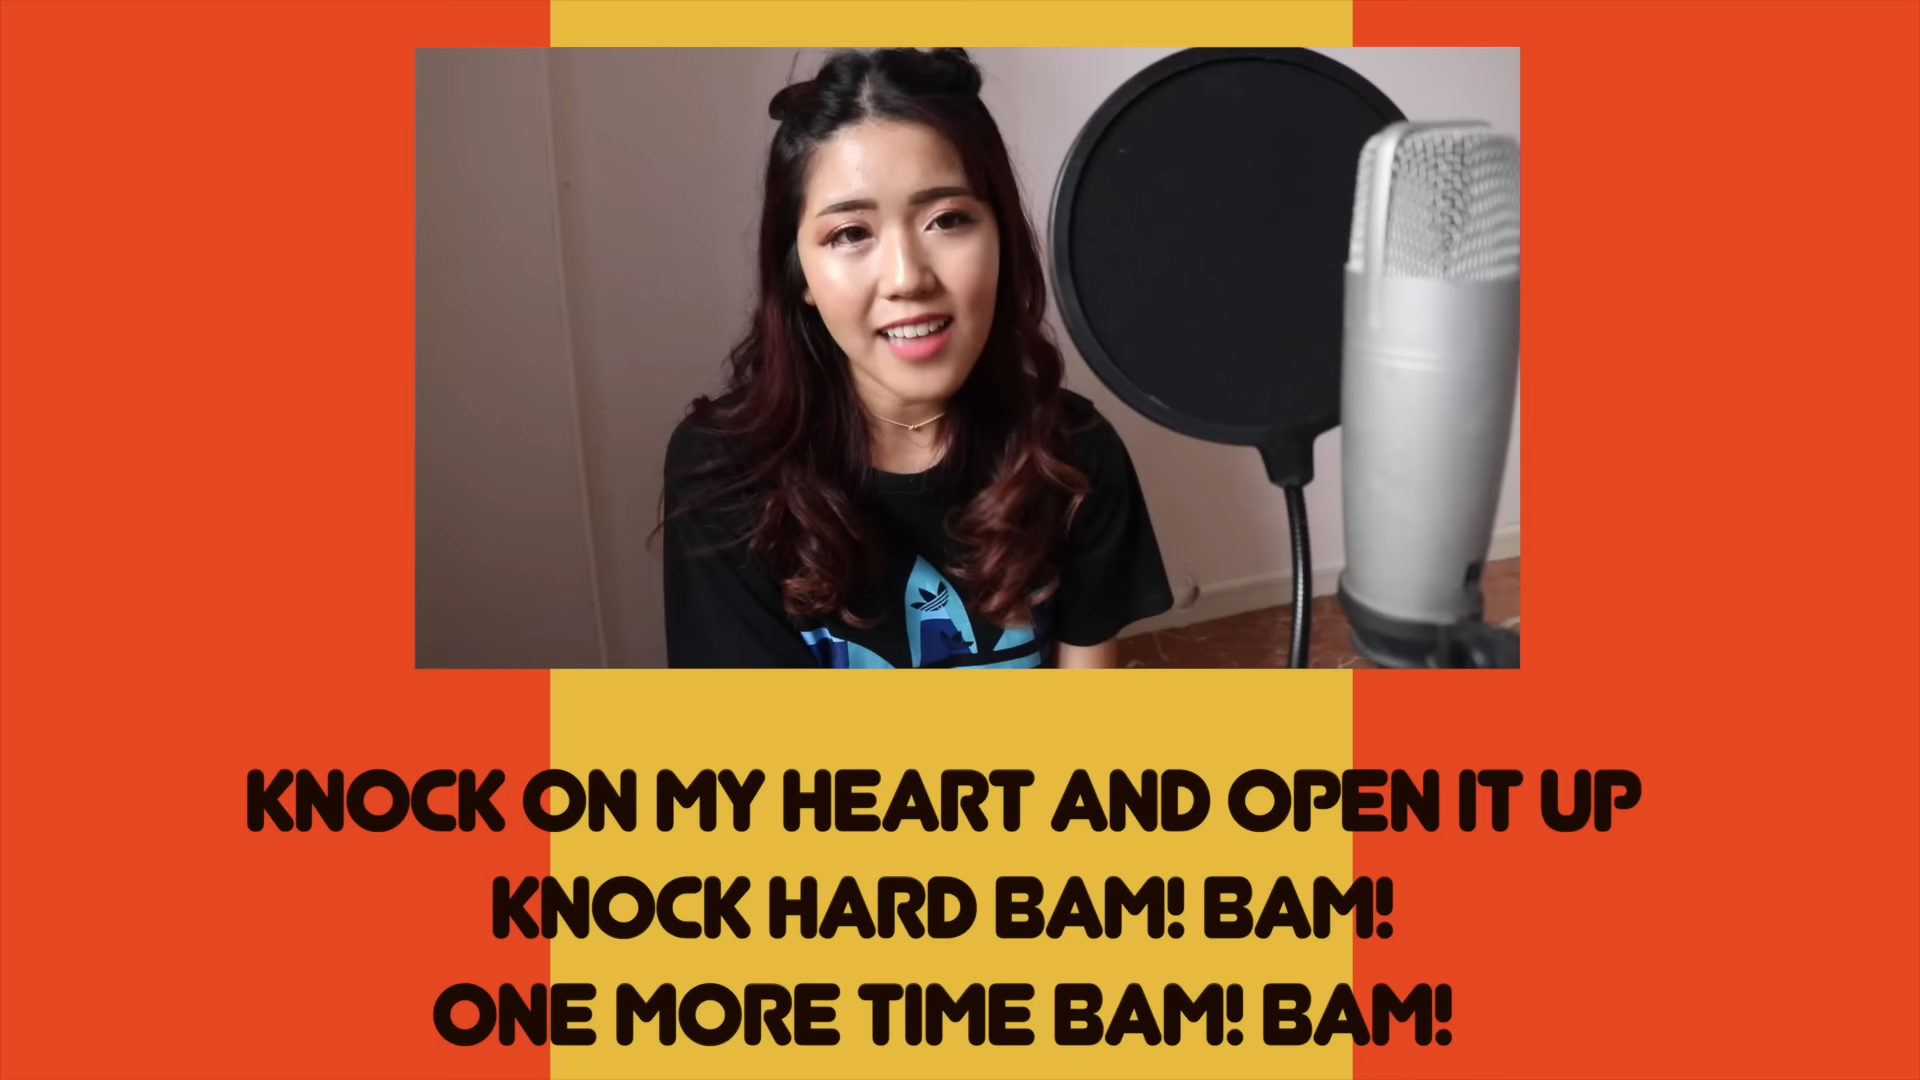 KNOCK ON MY HEART AND OPEN IT UP
KNOCK HARD BAM! BAM!
ONE MORE TIME BAM! BAM!